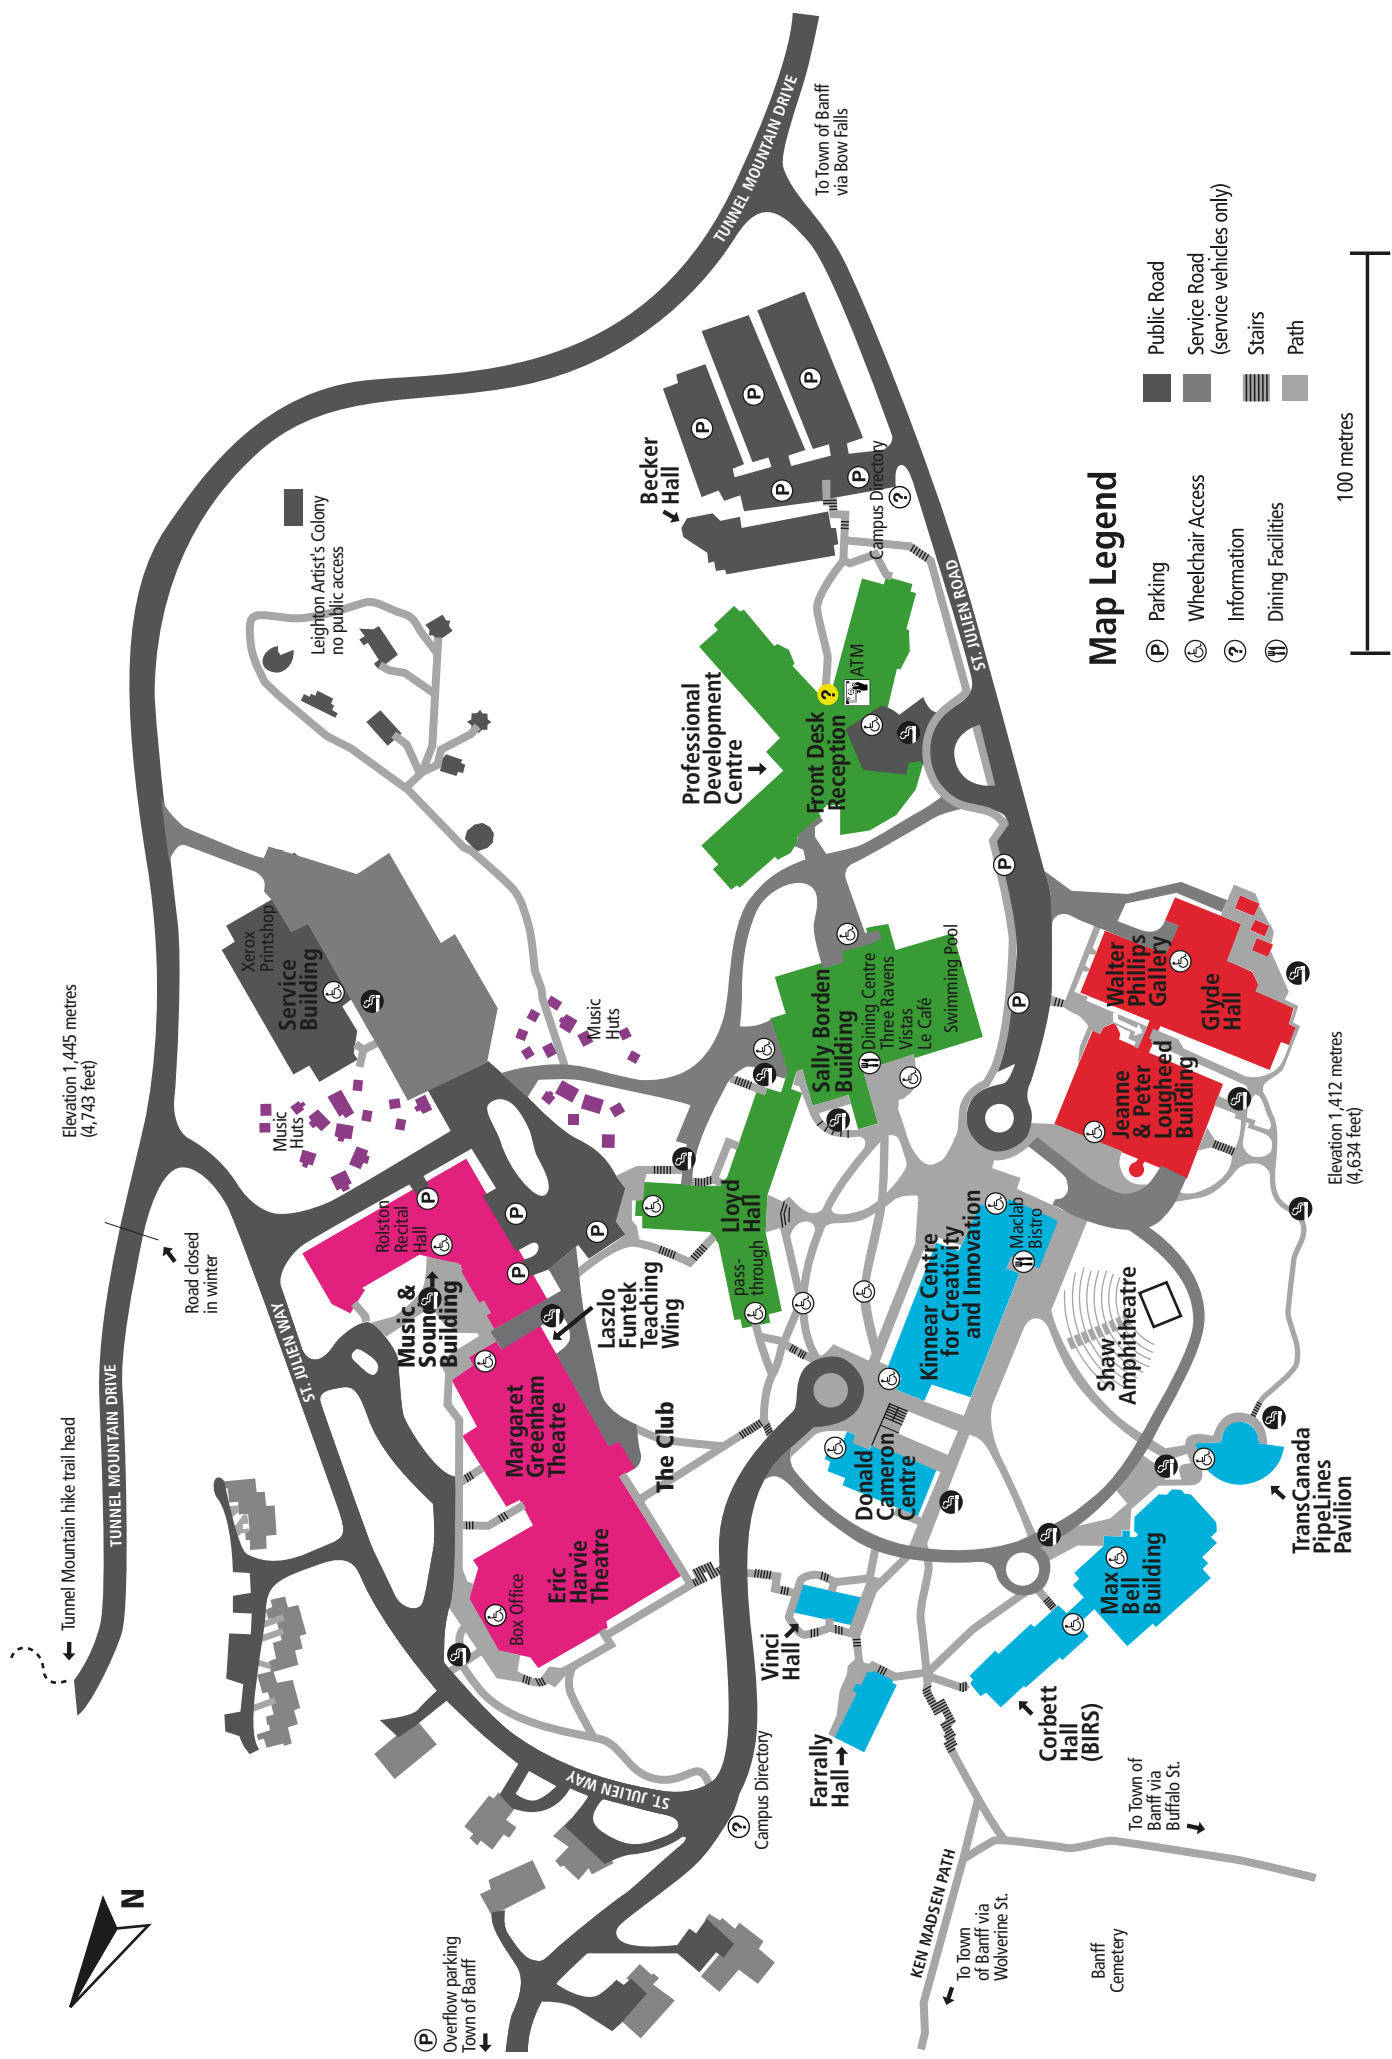 TUNNEL MOUNTAIN DRIVE
To Town of Banff
via Bow Falls
TUNNEL MOUNTAIN DRIVE
Tunnel Mountain hike trail head
Road closed
in winter
Elevation 1,445 metres
(4,743 feet)
Leighton Artist's Colony
no public access
Xerox
Printshop
Service
Building
Music
Huts
Music
Huts
ST. JULIEN WAY
Rolston
Recital
Hall
Music &
Sound
Building
Laszlo
Funtek
Teaching
Wing
Margaret
Greenham
Theatre
The Club
Eric
Harvie
Theatre
Box Office
ST. JULIEN WAY
Becker
Hall
P
P
P
P
P
Campus Directory
?
Professional
Development
Centre
Front Desk
Reception
?
ATM
ST. JULIEN ROAD
P
P
P
P
P
P
Sally Borden
Building
Dining Centre
Three Ravens
Vistas
Le Café
Swimming Pool
Lloyd
Hall
pass-
through
Walter
Phillips
Gallery
Glyde
Hall
Jeanne
& Peter
Lougheed
Building
Elevation 1,412 metres
(4,634 feet)
Kinnear Centre
for Creativity
and Innovation
Maclab
Bistro
Shaw
Amphitheatre
Donald
Cameron
Centre
TransCanada
PipeLines
Pavilion
Max
Bell
Building
Corbett
Hall
(BIRS)
Vinci
Hall
Farrally
Hall
?
Campus Directory
To Town of
Banff via
Buffalo St.
KEN MADSEN PATH
To Town
of Banff via
Wolverine St.
Banff
Cemetery
P
Overflow parking
Town of Banff
N
Map Legend
P Parking
Wheelchair Access
? Information
Dining Facilities
Public Road
Service Road
(service vehicles only)
Stairs
Path
100 metres